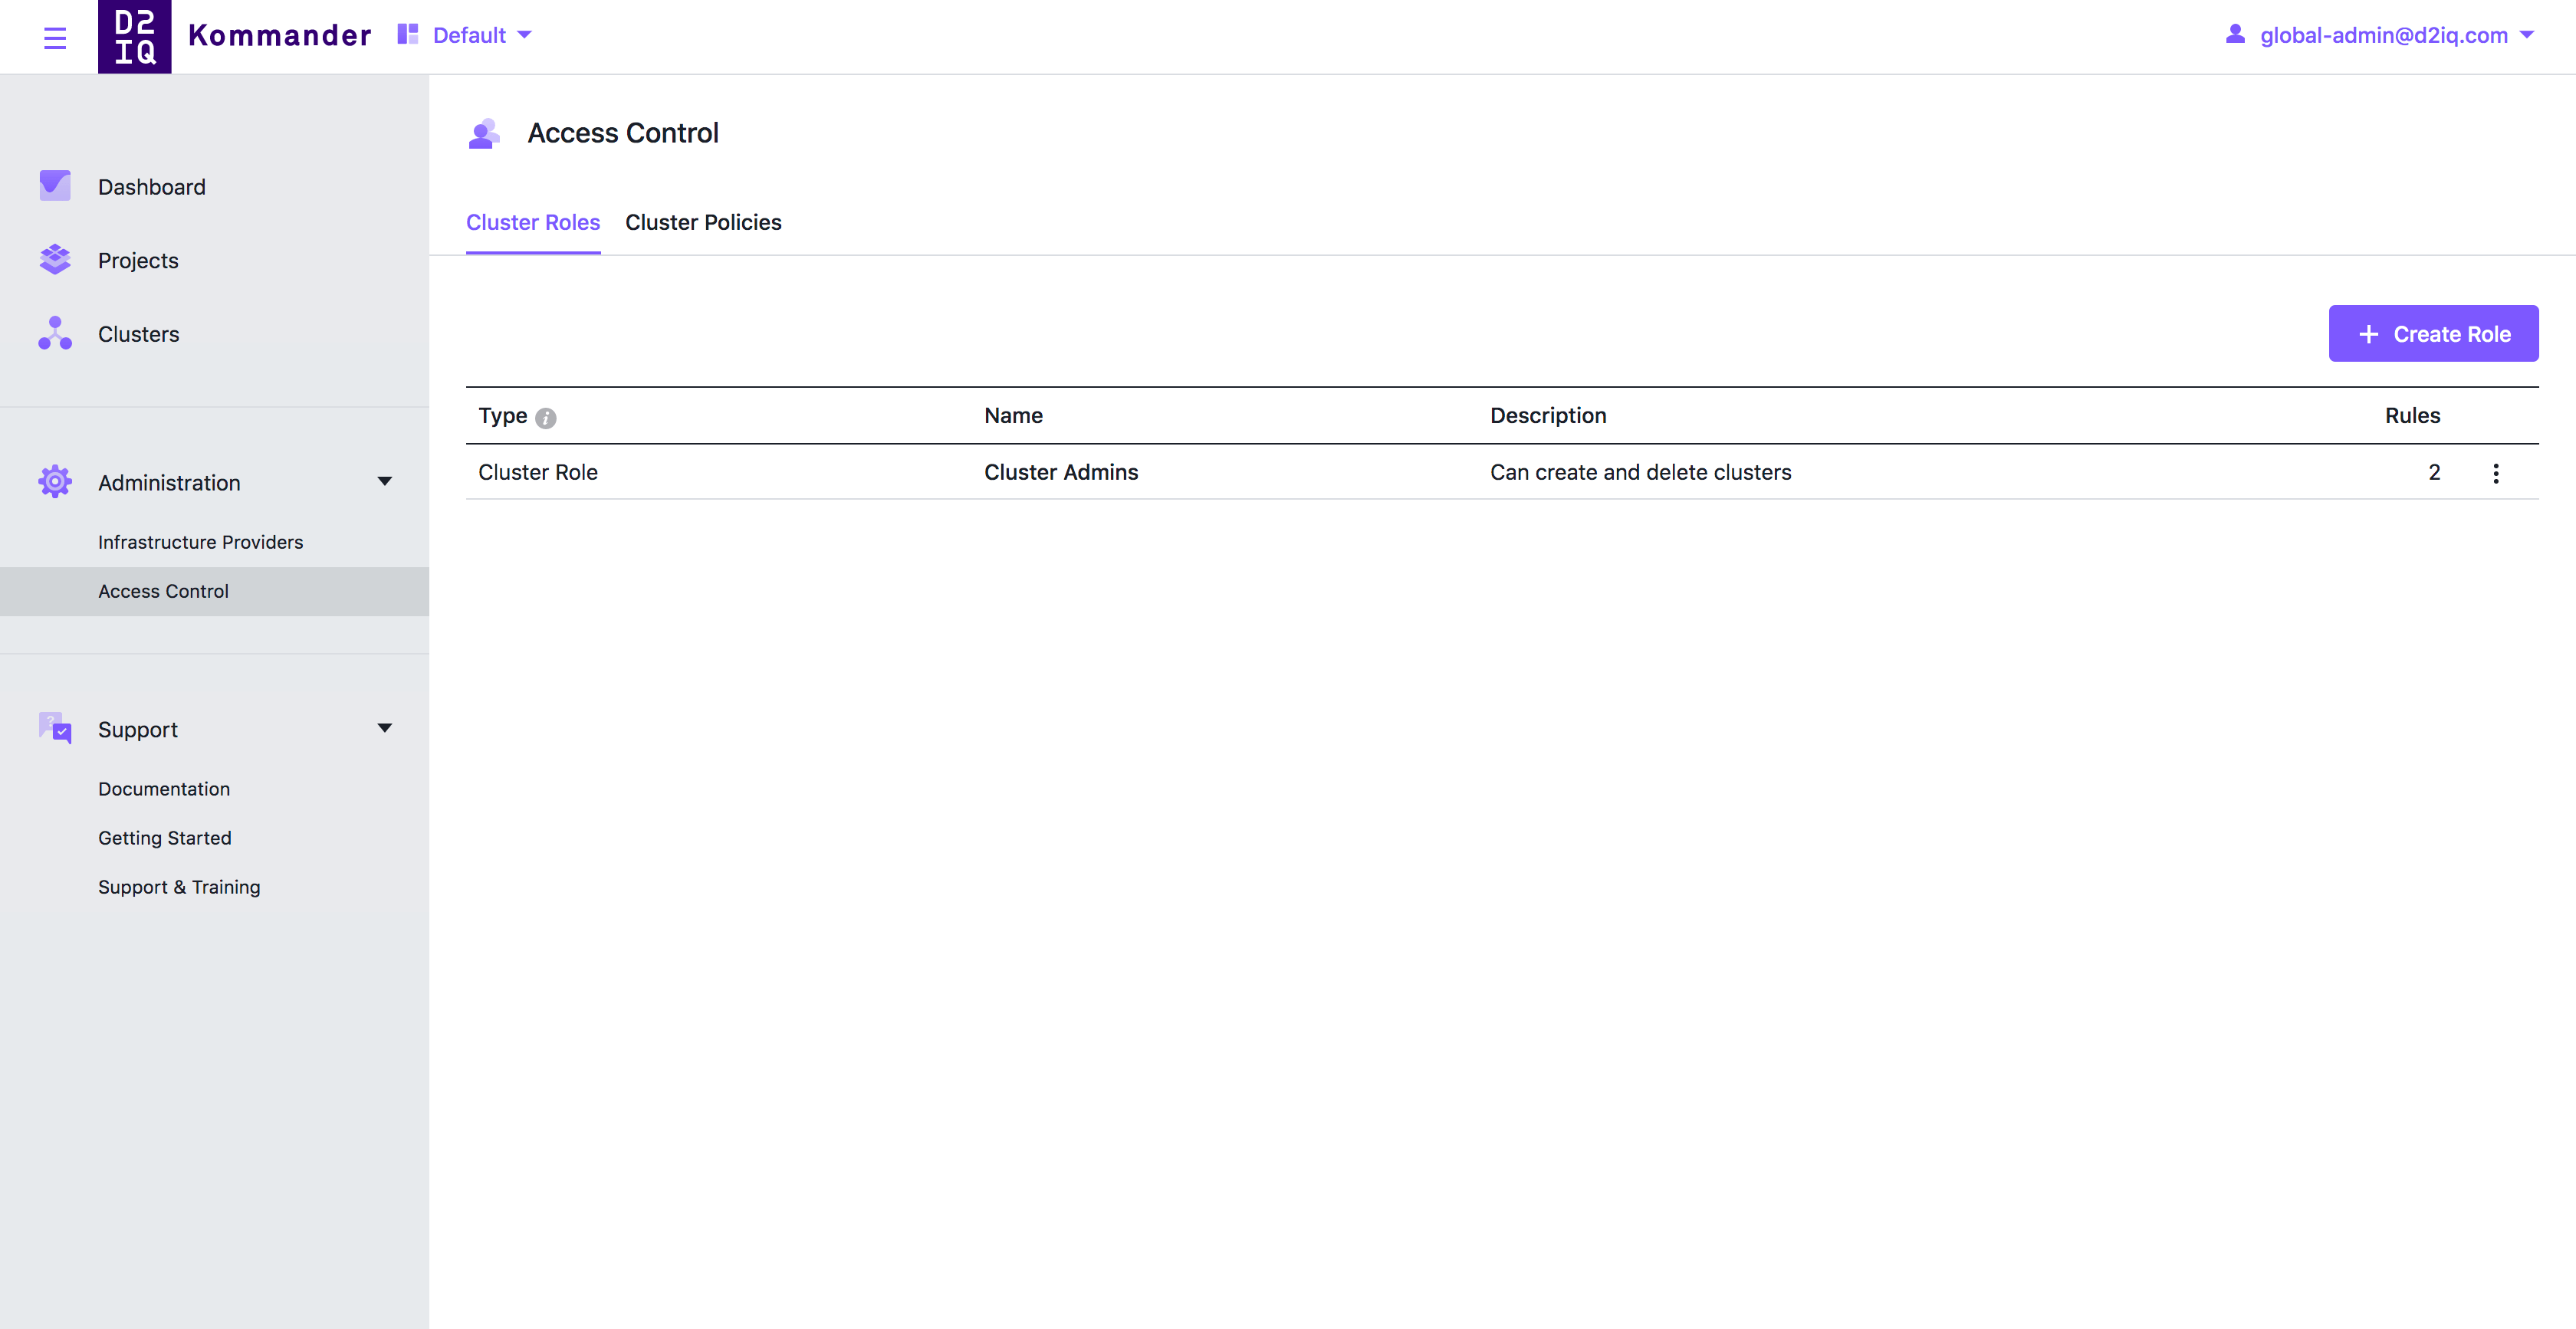 D2
IQ
Kommander
Default
global-admin@d2iq.com
Dashboard
Projects
Clusters
Administration
Infrastructure Providers
Access Control
Support
Documentation
Getting Started
Support & Training
Access Control
Cluster Roles Cluster Policies
+ Create Role
Type i Name Description Rules
Cluster Role Cluster Admins Can create and delete clusters 2